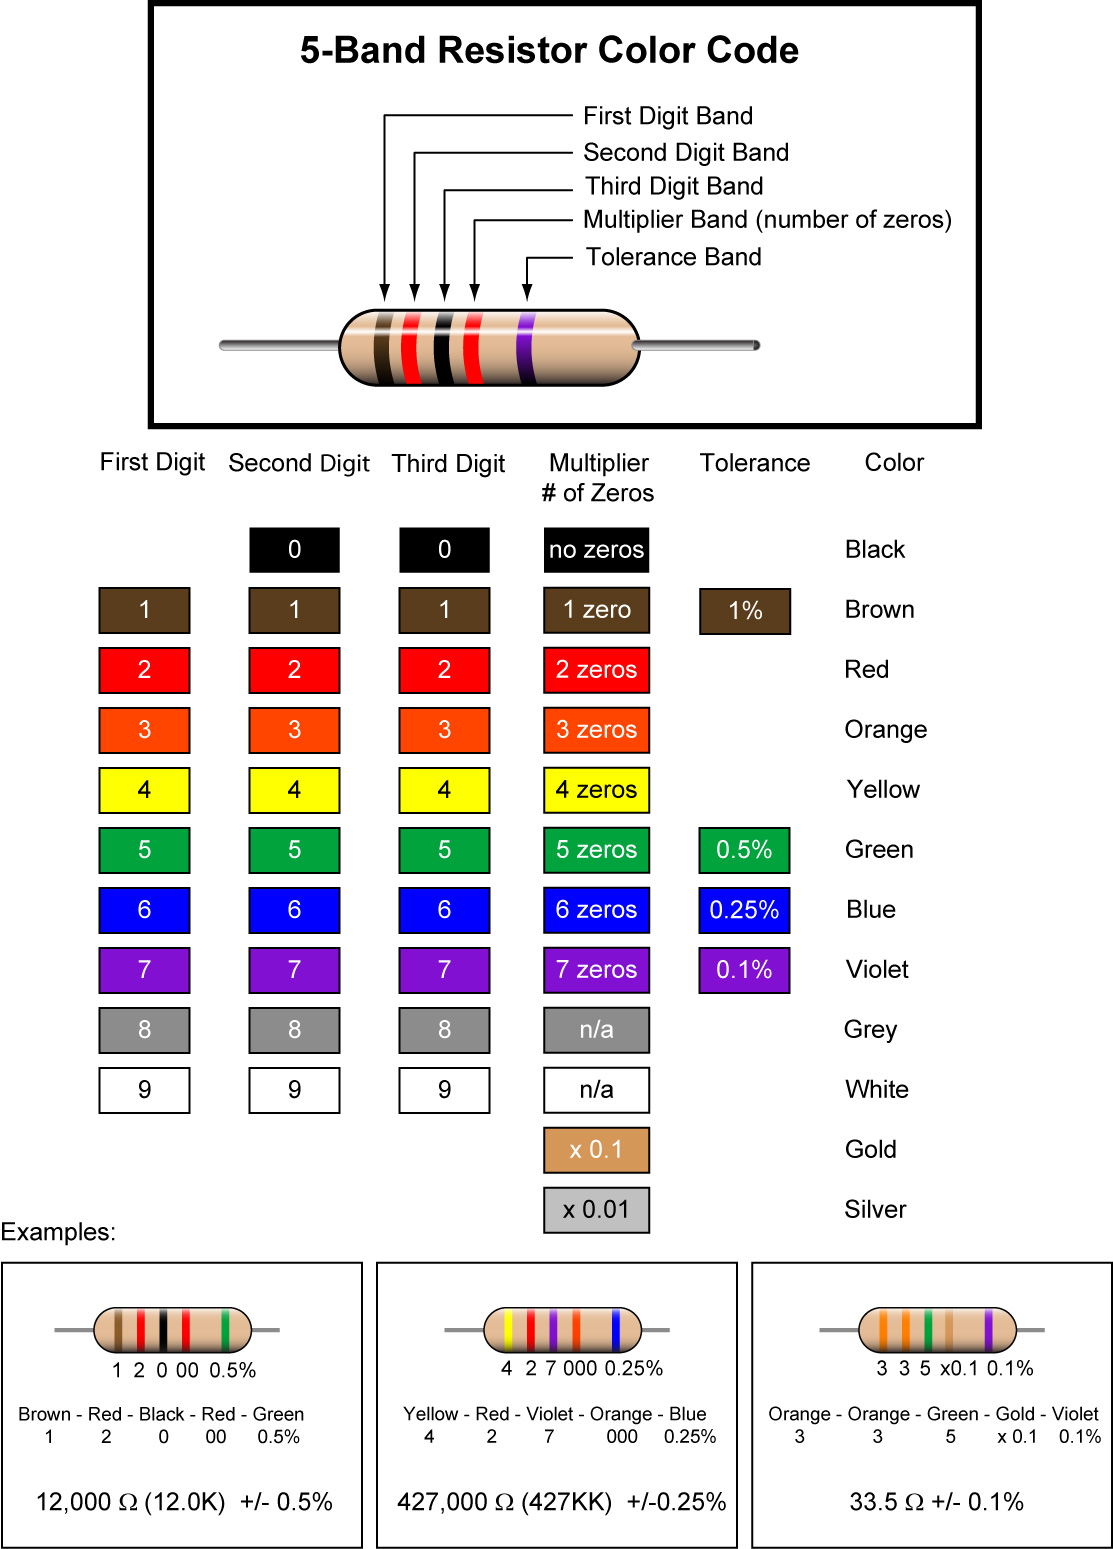 5-Band Resistor Color Code
First Digit Band
Second Digit Band
Third Digit Band
Multiplier Band (number of zeros)
Tolerance Band
First Digit Second Digit Third Digit Multiplier Tolerance Color
# of Zeros
0 0 no zeros Black
1 1 1 1 zero 1% Brown
2 2 2 2 zeros Red
3 3 3 3 zeros Orange
4 4 4 4 zeros Yellow
5 5 5 5 zeros 0.5% Green
6 6 6 6 zeros 0.25% Blue
7 7 7 7 zeros 0.1% Violet
8 8 8 n/a Grey
9 9 9 n/a White
x 0.1 Gold
x 0.01 Silver
Examples:
1 2 0 00 0.5%
Brown - Red - Black - Red - Green
1 2 0 00 0.5%
12,000 Ω (12.0K) +/- 0.5%
4 2 7 000 0.25%
Yellow - Red - Violet - Orange - Blue
4 2 7 000 0.25%
427,000 Ω (427KK) +/-0.25%
3 3 5 x0.1 0.1%
Orange - Orange - Green - Gold - Violet
3 3 5 x 0.1 0.1%
33.5 Ω +/- 0.1%